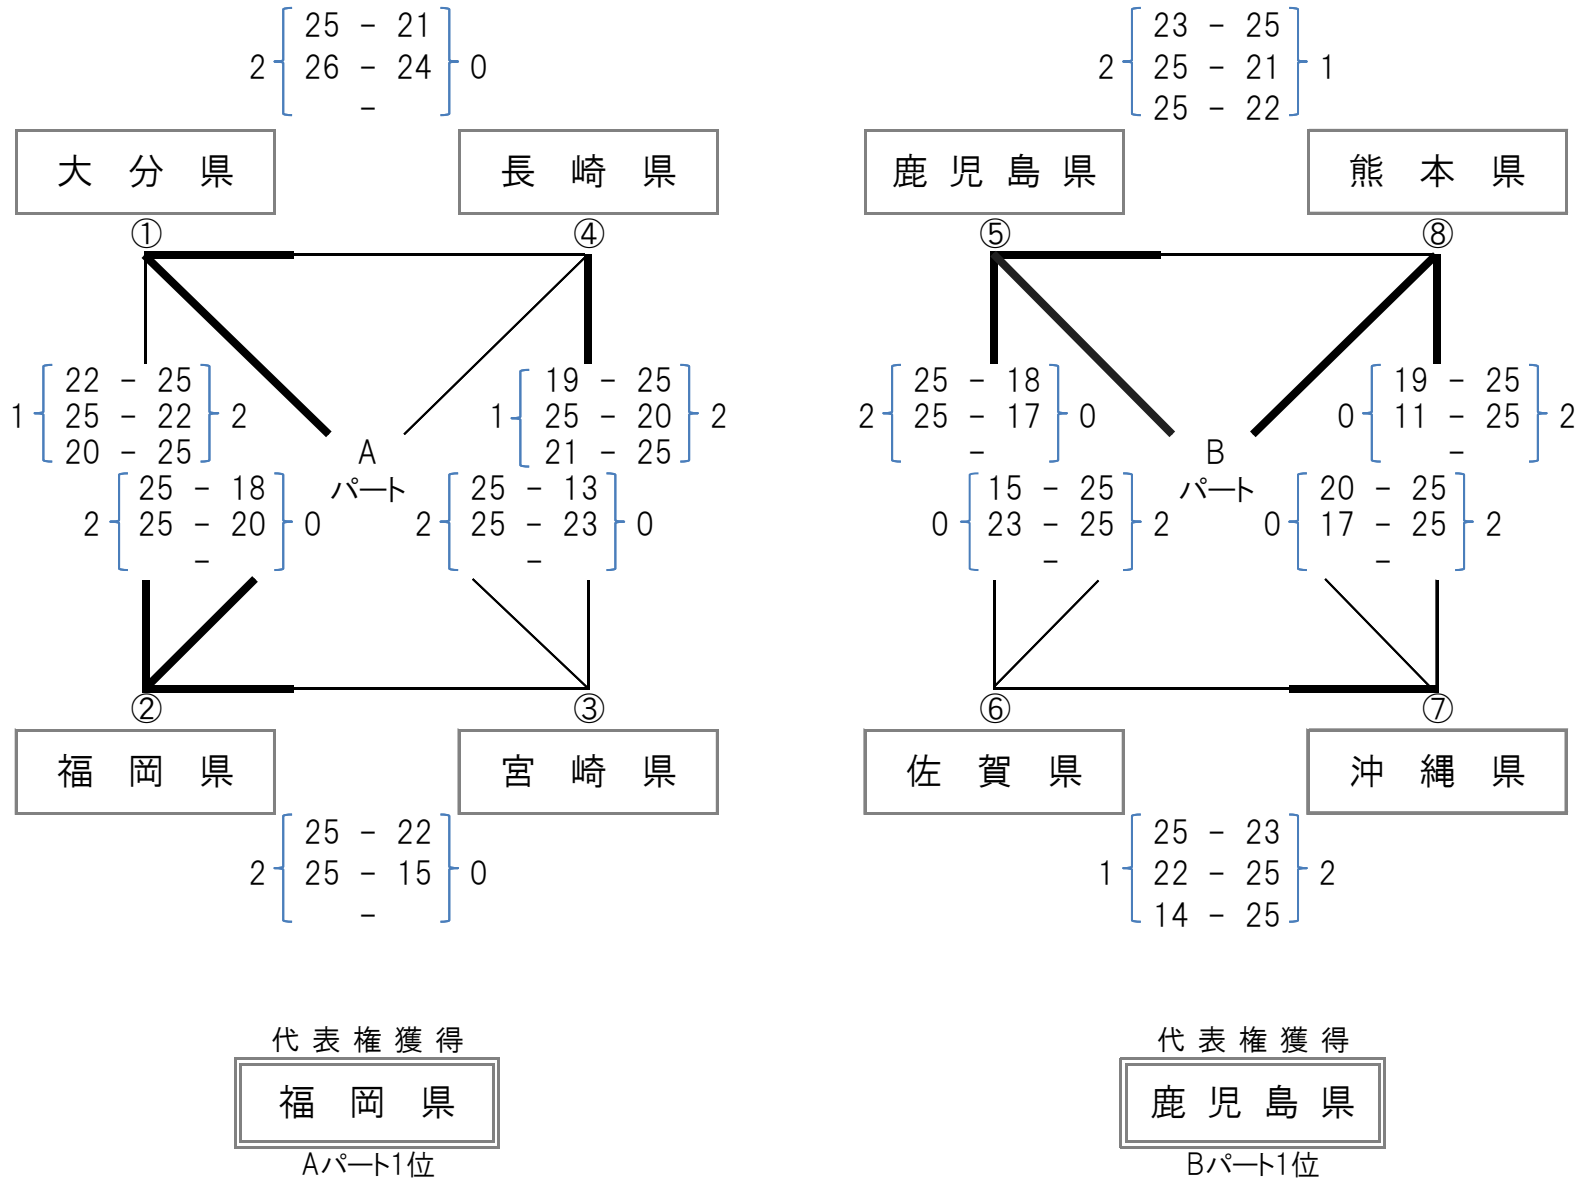 25 - 21
2 26 - 24 0
-
大分県
長崎県
① ④
22 - 25
1 25 - 22 2
20 - 25
19 - 25
1 25 - 20 2
21 - 25
A
パート
25 - 18
2 25 - 20 0
-
25 - 13
2 25 - 23 0
-
② ③
福岡県
宮崎県
25 - 22
2 25 - 15 0
-
代表権獲得
福岡県
Aパート1位
23 - 25
2 25 - 21 1
25 - 22
鹿児島県
熊本県
⑤ ⑧
25 - 18
2 25 - 17 0
-
19 - 25
0 11 - 25 2
-
B
パート
15 - 25
0 23 - 25 2
-
20 - 25
0 17 - 25 2
-
⑥ ⑦
佐賀県
沖縄県
25 - 23
1 22 - 25 2
14 - 25
代表権獲得
鹿児島県
Bパート1位